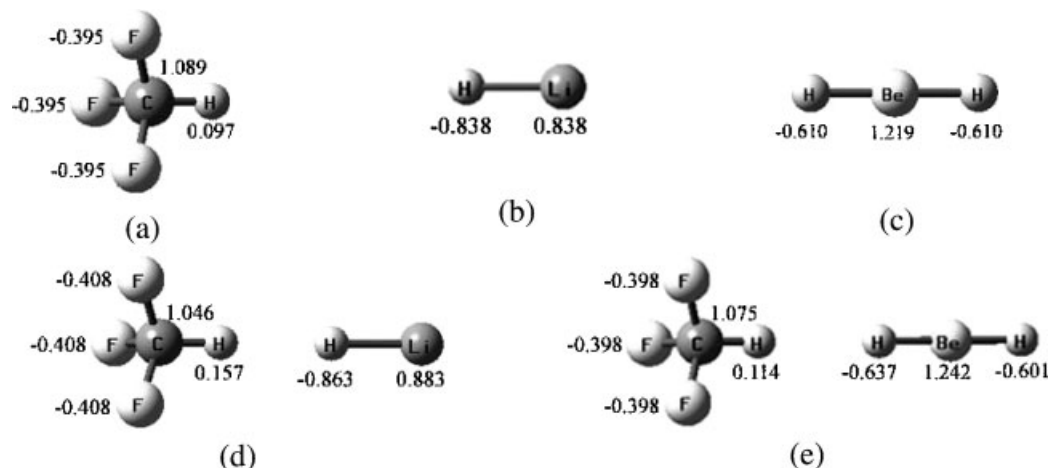 -0.395 F
1.089
-0.395 F C H
0.097
-0.395 F
(a)
H Li
-0.838 0.838
(b)
H Be H
-0.610 1.219 -0.610
(c)
-0.408 F
1.046
-0.408 F C H
0.157
-0.408 F
H Li
-0.863 0.883
(d)
-0.398 F
1.075
-0.398 F C H
0.114
-0.398 F
H Be H
-0.637 1.242 -0.601
(e)